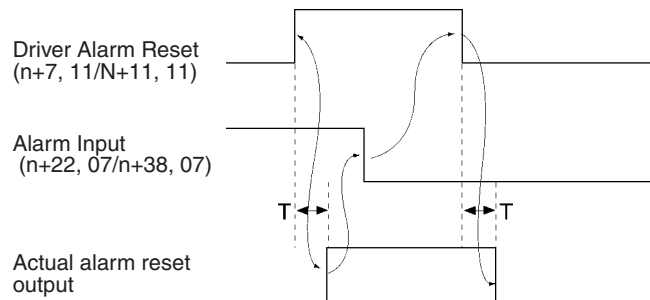 Driver Alarm Reset
(n+7, 11/N+11, 11)
Alarm Input
(n+22, 07/n+38, 07)
T
T
Actual alarm reset
output